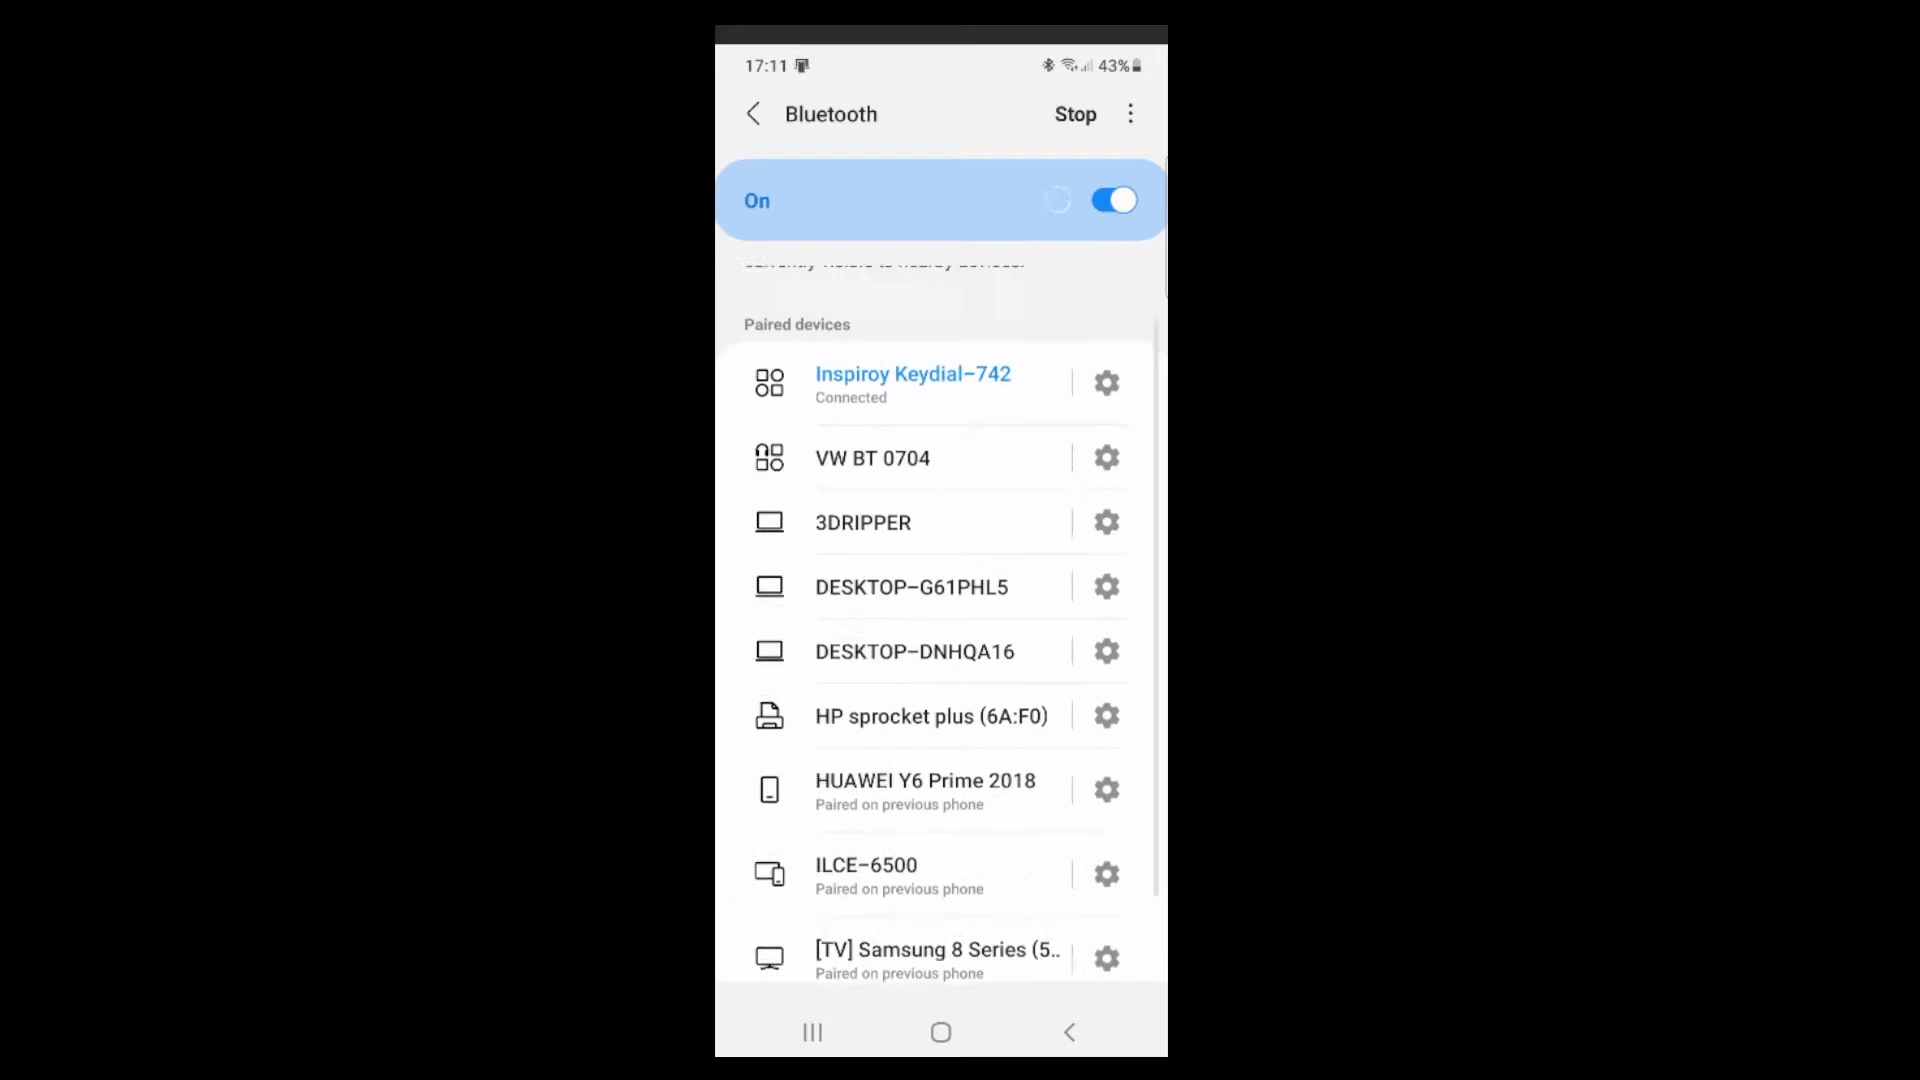 17:11 43%
Bluetooth Stop
On
Paired devices
Inspiroy Keydial-742
Connected
VW BT 0704
3DRIPPER
DESKTOP-G61PHL5
DESKTOP-DNHQA16
HP sprocket plus (6A:F0)
HUAWEI Y6 Prime 2018
Paired on previous phone
ILCE-6500
Paired on previous phone
[TV] Samsung 8 Series (5..
Paired on previous phone